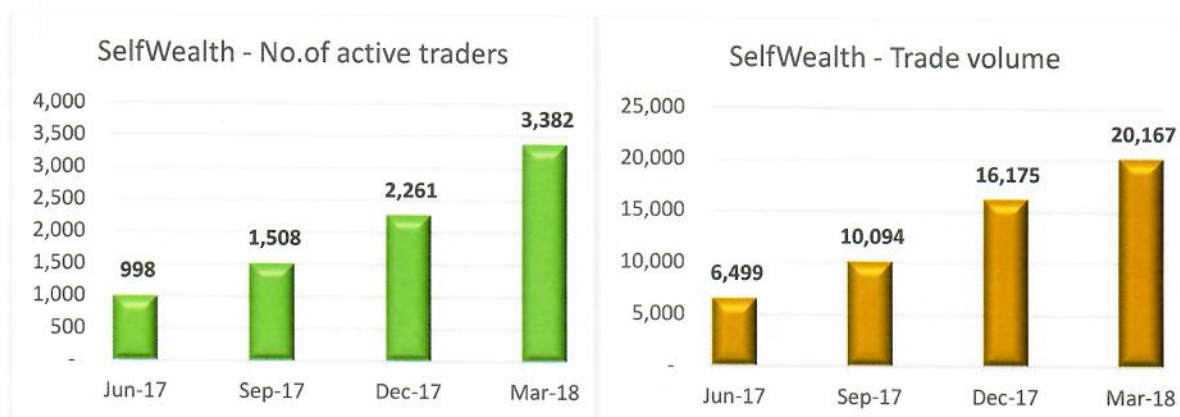 SelfWealth - No.of active traders
4,000
3,500
3,000
2,500
2,000
1,500
1,000
500
-
998
1,508
2,261
3,382
Jun-17
Sep-17
Dec-17
Mar-18
SelfWealth - Trade volume
25,000
20,000
15,000
10,000
5,000
-
6,499
10,094
16,175
20,167
Jun-17
Sep-17
Dec-17
Mar-18